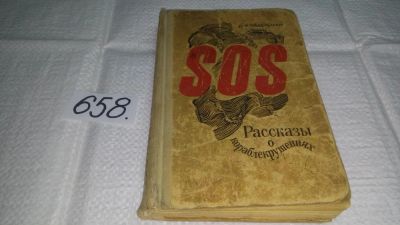 658.
SOS
Рассказы
о
кораблекрушениях